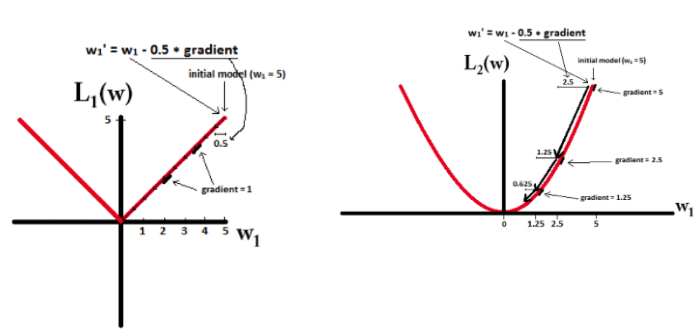 w₁' = w₁ - 0.5 * gradient
initial model (w₁ = 5)
L₁(w)
5
0.5
gradient = 1
1 2 3 4 5 w₁
w₁' = w₁ - 0.5 * gradient
L₂(w)
initial model (w₁ = 5)
2.5
gradient = 5
1.25
gradient = 2.5
0.625
gradient = 1.25
w₁
0 1.25 2.5 5